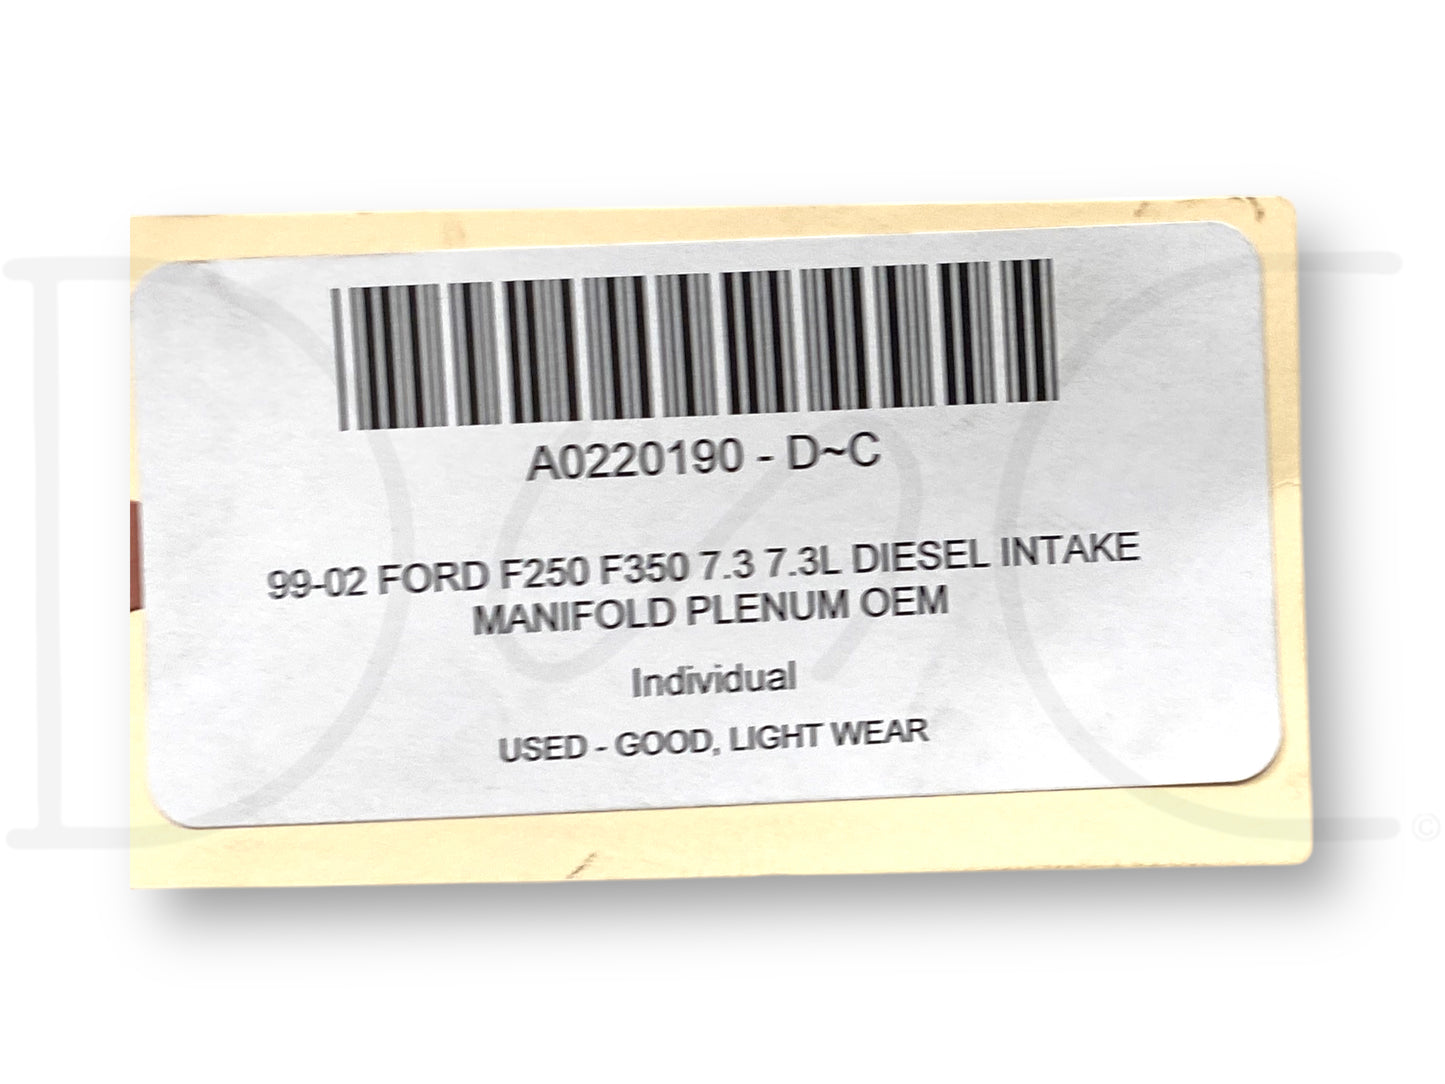 A0220190 - D~C
99-02 FORD F250 F350 7.3 7.3L DIESEL INTAKE
MANIFOLD PLENUM OEM
Individual
USED - GOOD, LIGHT WEAR
©